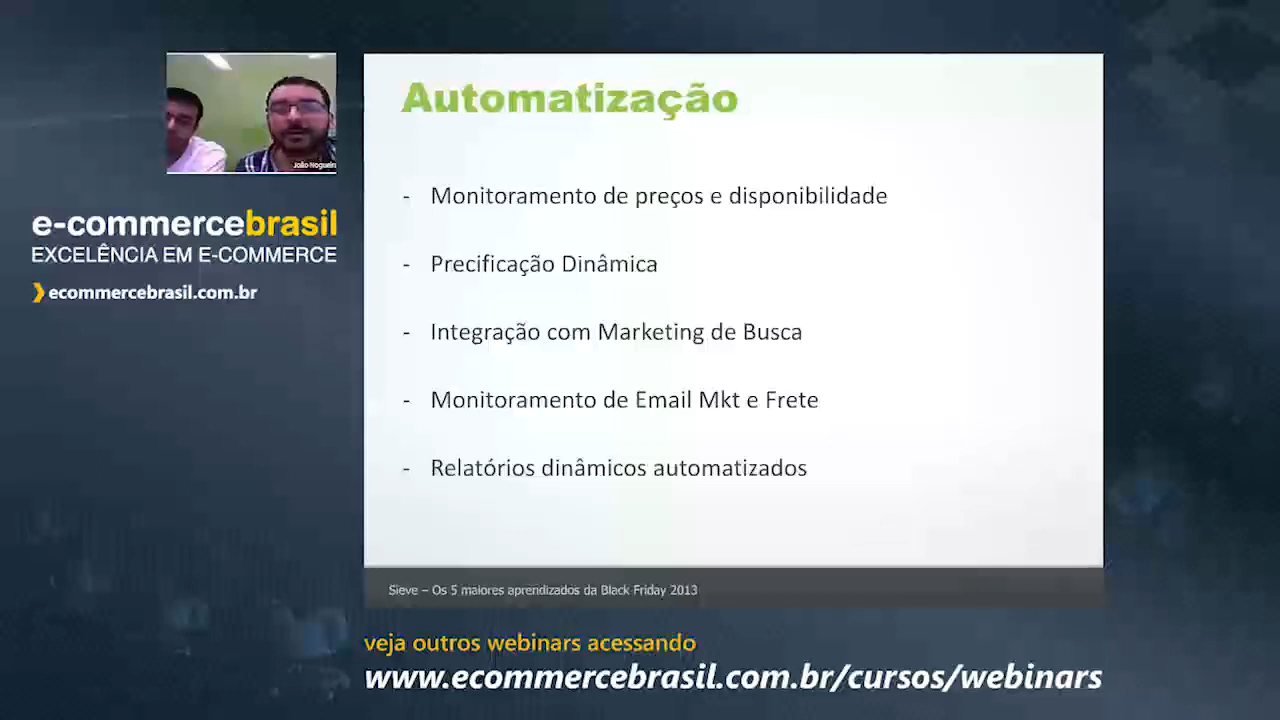 João Nogueira
e-commercebrasil
EXCELÊNCIA EM E-COMMERCE
ecommercebrasil.com.br
Automatização
- Monitoramento de preços e disponibilidade
- Precificação Dinâmica
- Integração com Marketing de Busca
- Monitoramento de Email Mkt e Frete
- Relatórios dinâmicos automatizados
Sieve – Os 5 maiores aprendizados da Black Friday 2013
veja outros webinars acessando
www.ecommercebrasil.com.br/cursos/webinars